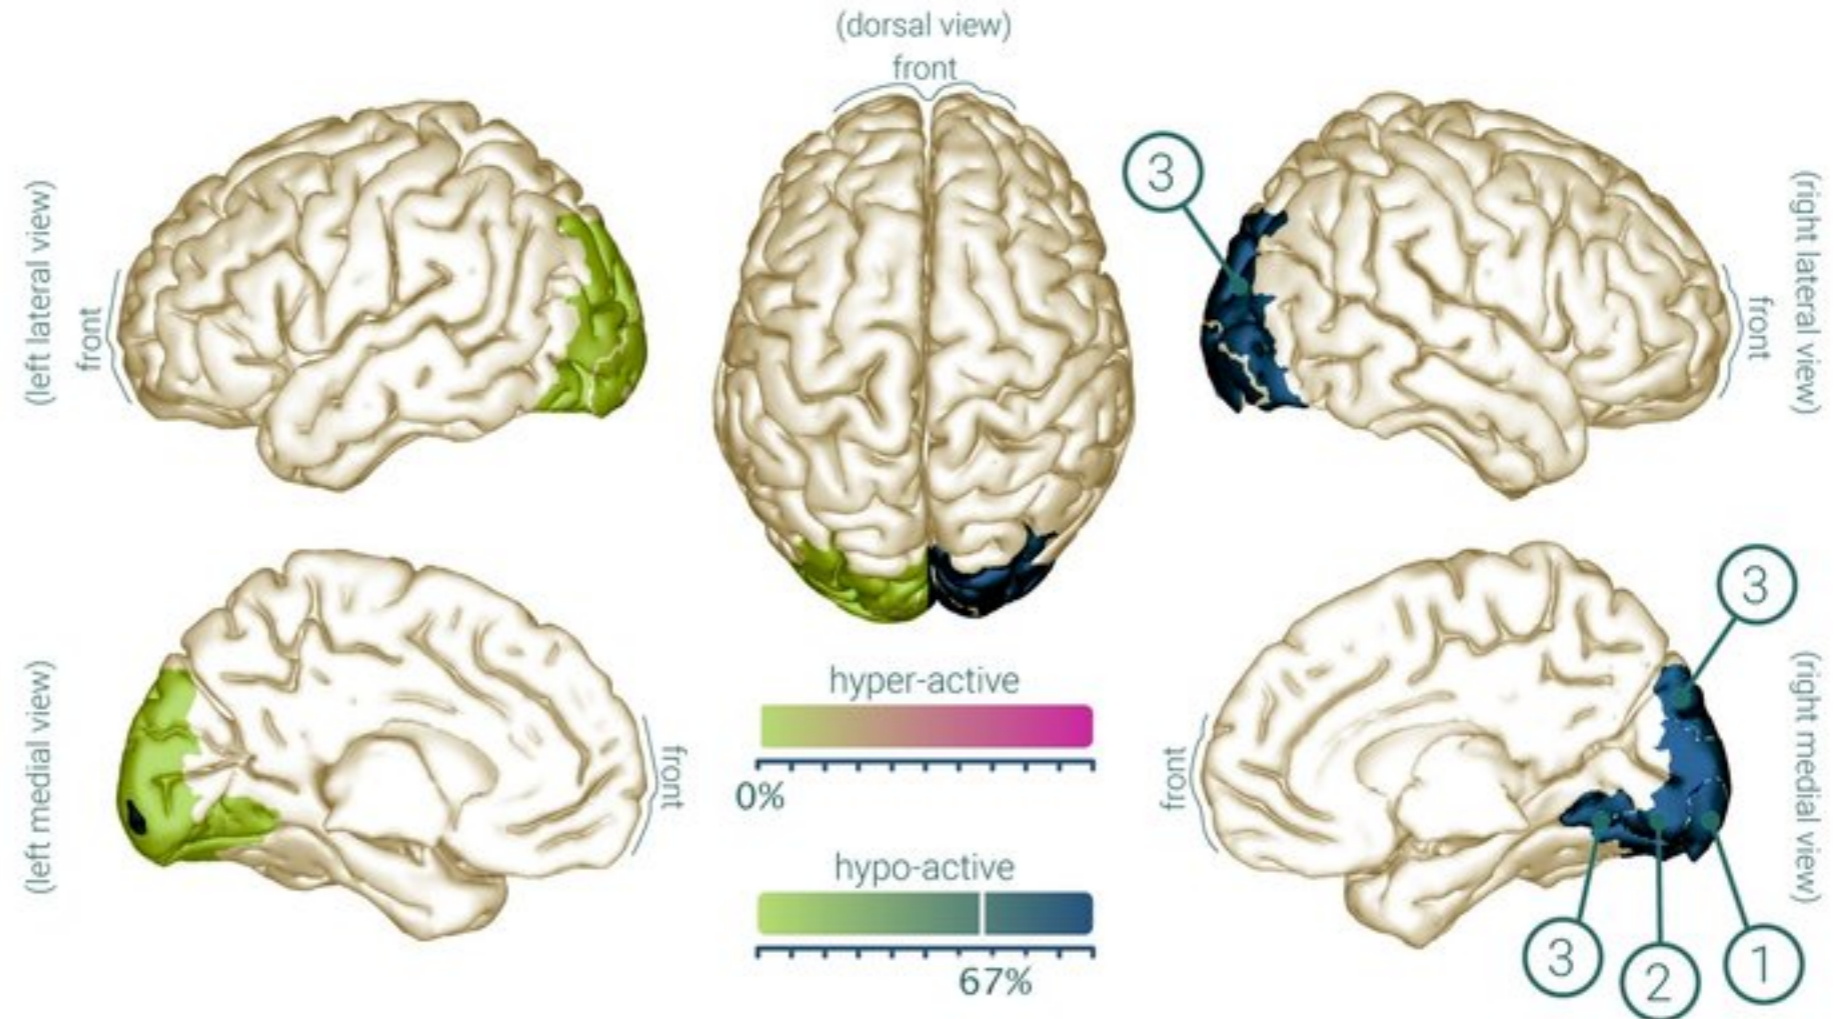 (dorsal view)
front
(left lateral view)
front
3
front
(right lateral view)
(left medial view)
front
hyper-active
0%
hypo-active
67%
front
3
(right medial view)
3
2
1